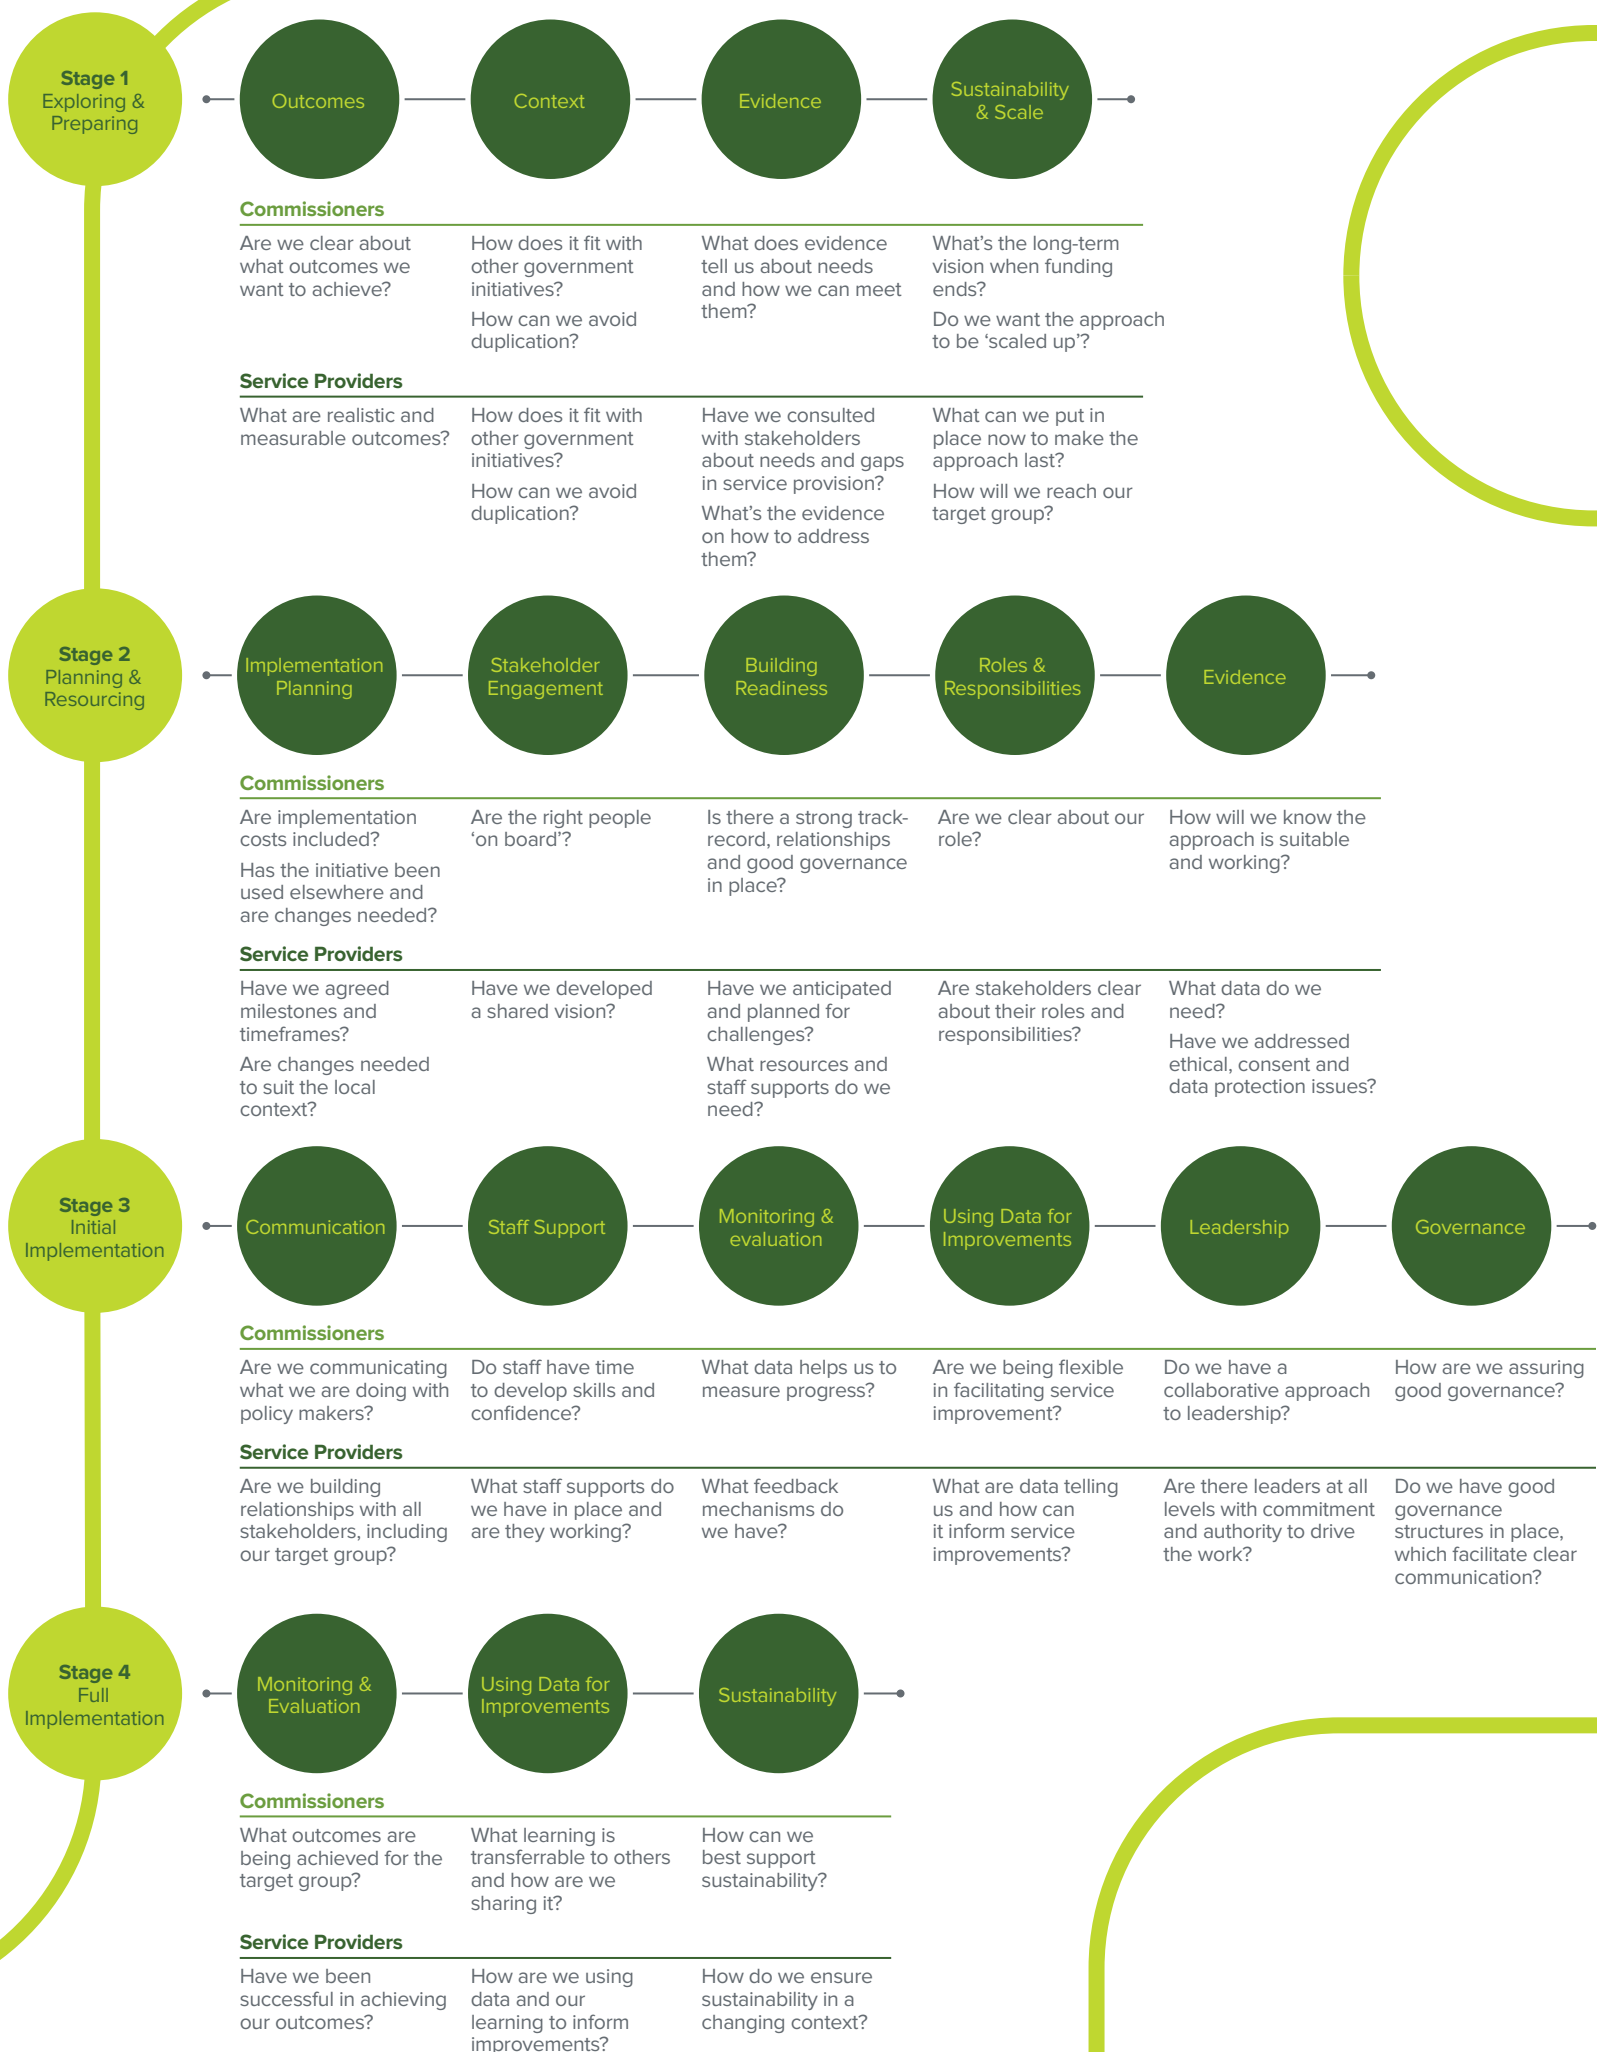 Stage 1
Exploring &
Preparing
Outcomes
Context
Evidence
Sustainability
& Scale
Commissioners
Are we clear about
what outcomes we
want to achieve?
How does it fit with
other government
initiatives?
How can we avoid
duplication?
What does evidence
tell us about needs
and how we can meet
them?
What’s the long-term
vision when funding
ends?
Do we want the approach
to be ‘scaled up’?
Service Providers
What are realistic and
measurable outcomes?
How does it fit with
other government
initiatives?
How can we avoid
duplication?
Have we consulted
with stakeholders
about needs and gaps
in service provision?
What’s the evidence
on how to address
them?
What can we put in
place now to make the
approach last?
How will we reach our
target group?
Stage 2
Planning &
Resourcing
Implementation
Planning
Stakeholder
Engagement
Building
Readiness
Roles &
Responsibilities
Evidence
Commissioners
Are implementation
costs included?
Has the initiative been
used elsewhere and
are changes needed?
Are the right people
‘on board’?
Is there a strong track-
record, relationships
and good governance
in place?
Are we clear about our
role?
How will we know the
approach is suitable
and working?
Service Providers
Have we agreed
milestones and
timeframes?
Are changes needed
to suit the local
context?
Have we developed
a shared vision?
Have we anticipated
and planned for
challenges?
What resources and
staff supports do we
need?
Are stakeholders clear
about their roles and
responsibilities?
What data do we
need?
Have we addressed
ethical, consent and
data protection issues?
Stage 3
Initial
Implementation
Communication
Staff Support
Monitoring &
evaluation
Using Data for
Improvements
Leadership
Governance
Commissioners
Are we communicating
what we are doing with
policy makers?
Do staff have time
to develop skills and
confidence?
What data helps us to
measure progress?
Are we being flexible
in facilitating service
improvement?
Do we have a
collaborative approach
to leadership?
How are we assuring
good governance?
Service Providers
Are we building
relationships with all
stakeholders, including
our target group?
What staff supports do
we have in place and
are they working?
What feedback
mechanisms do
we have?
What are data telling
us and how can
it inform service
improvements?
Are there leaders at all
levels with commitment
and authority to drive
the work?
Do we have good
governance
structures in place,
which facilitate clear
communication?
Stage 4
Full
Implementation
Monitoring &
Evaluation
Using Data for
Improvements
Sustainability
Commissioners
What outcomes are
being achieved for the
target group?
What learning is
transferrable to others
and how are we
sharing it?
How can we
best support
sustainability?
Service Providers
Have we been
successful in achieving
our outcomes?
How are we using
data and our
learning to inform
improvements?
How do we ensure
sustainability in a
changing context?